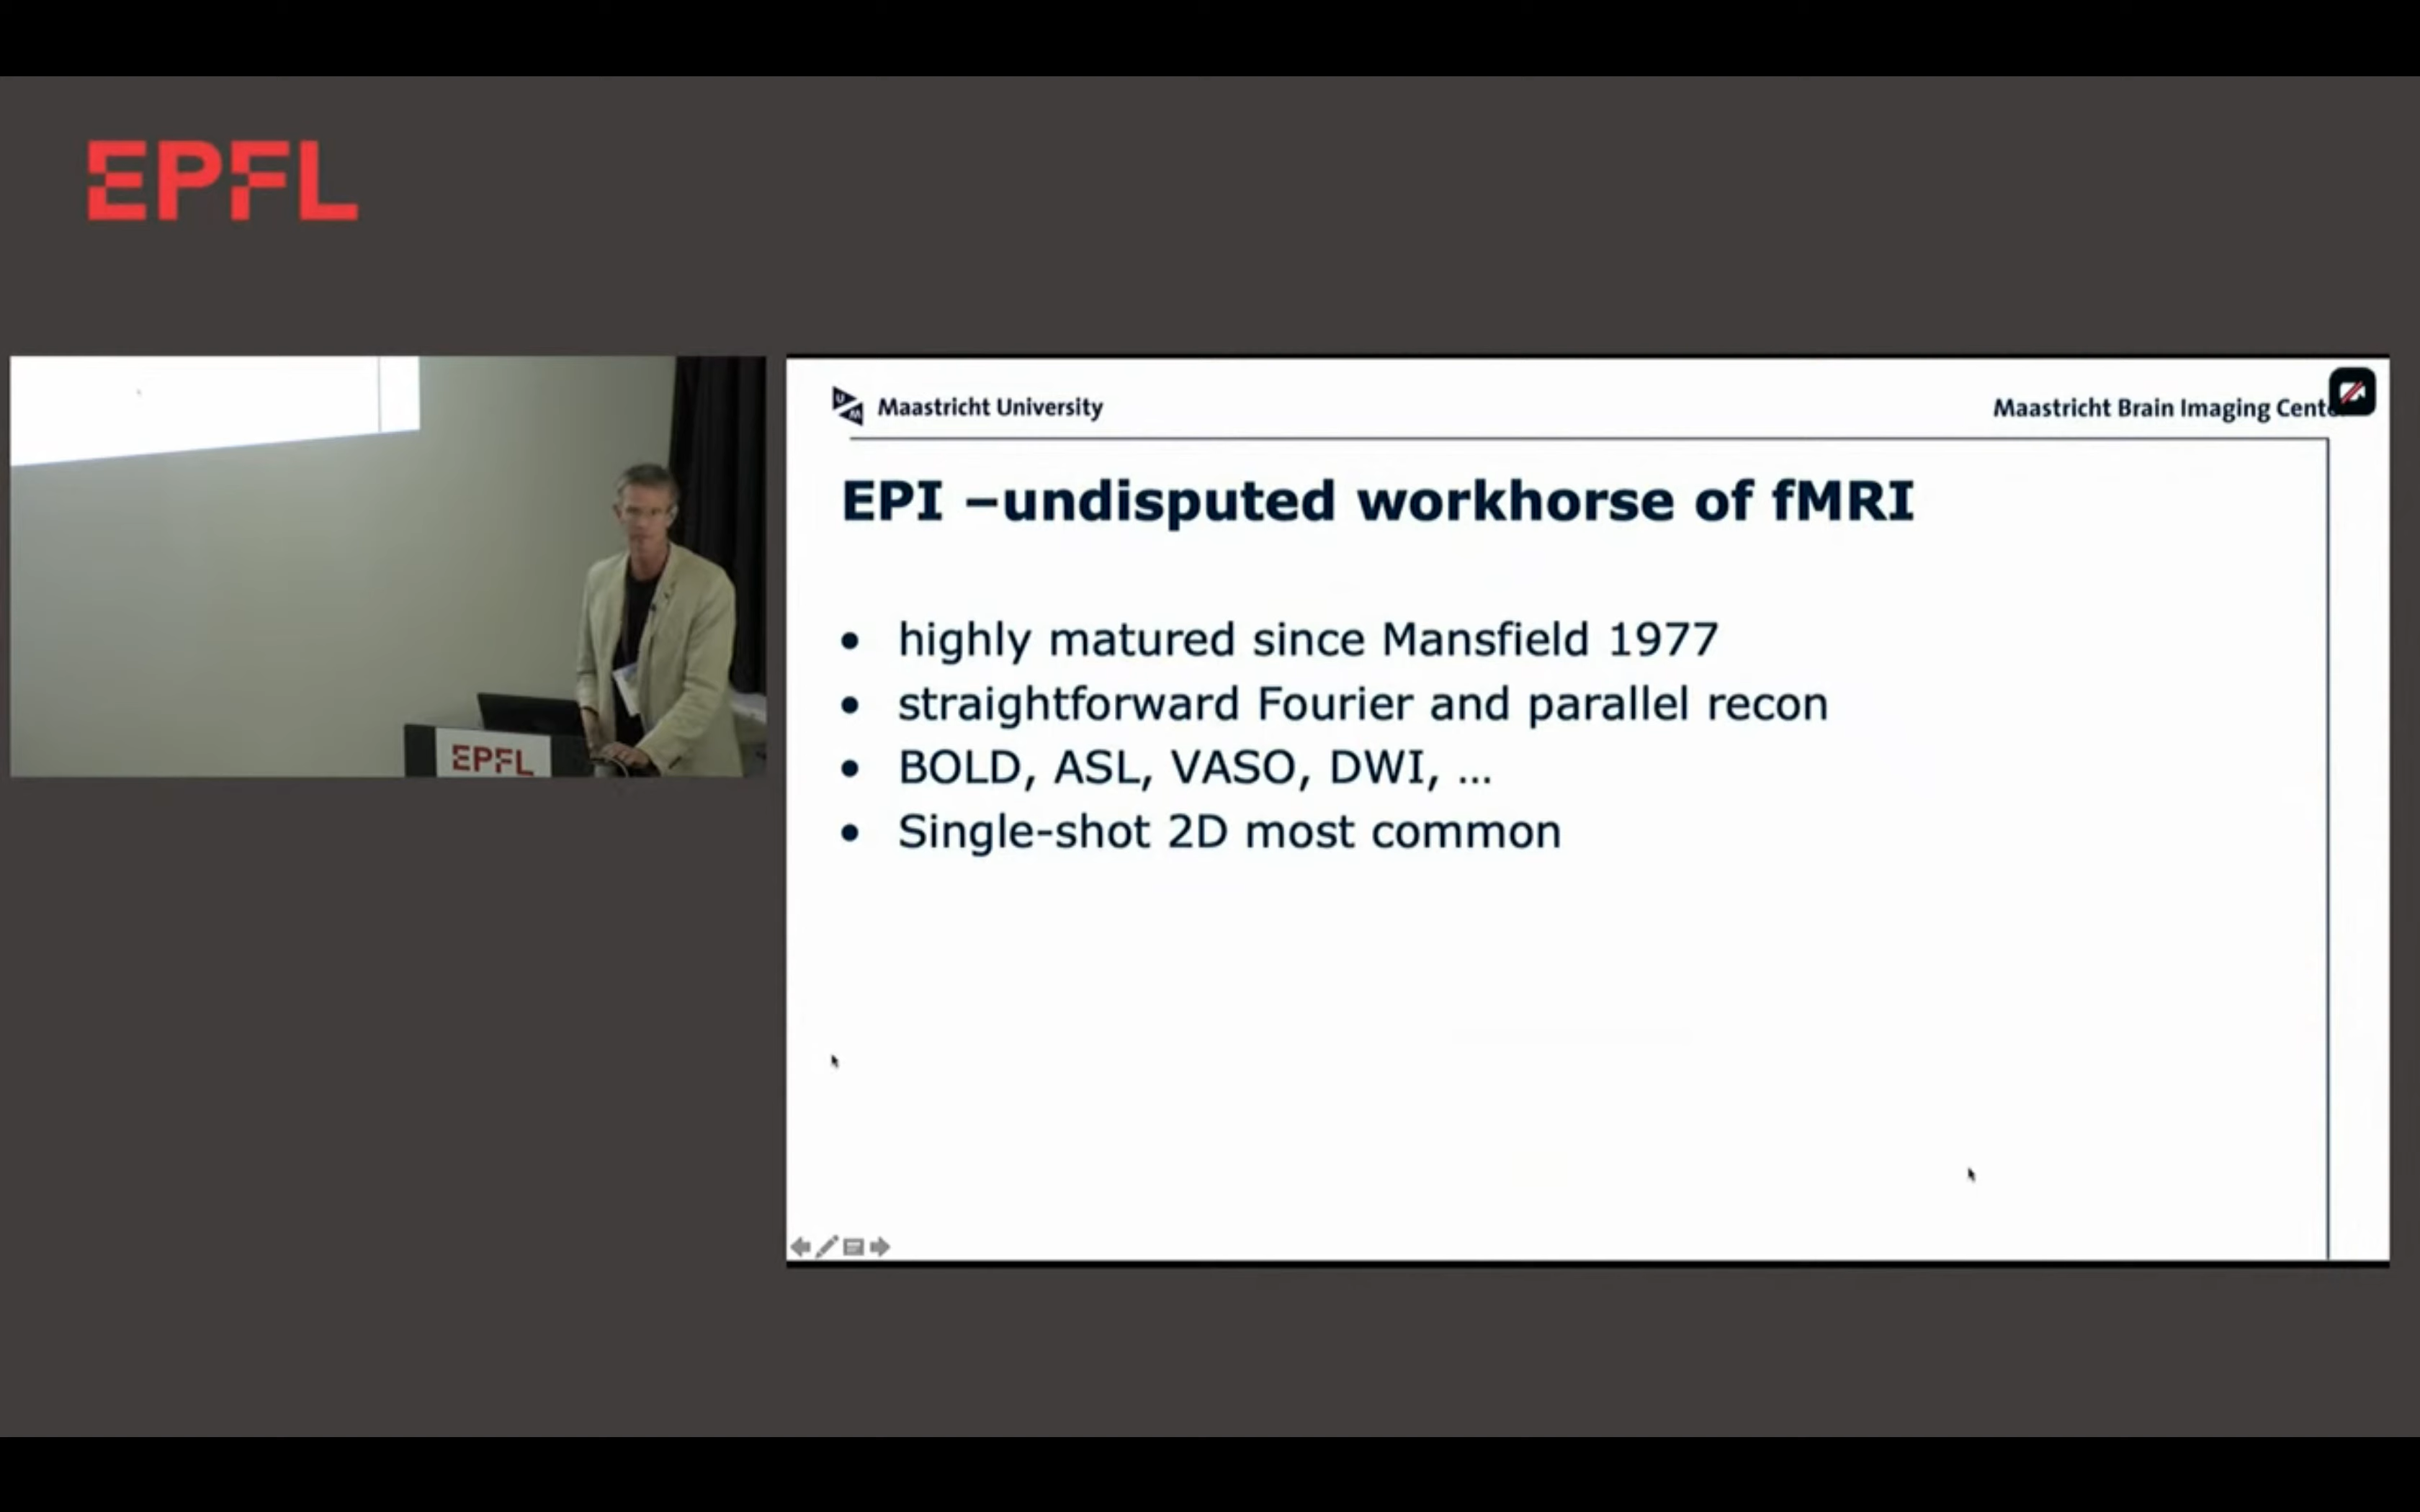 EPFL
EPFL
Maastricht University
Maastricht Brain Imaging Cent
EPI –undisputed workhorse of fMRI
• highly matured since Mansfield 1977
• straightforward Fourier and parallel recon
• BOLD, ASL, VASO, DWI, ...
• Single-shot 2D most common